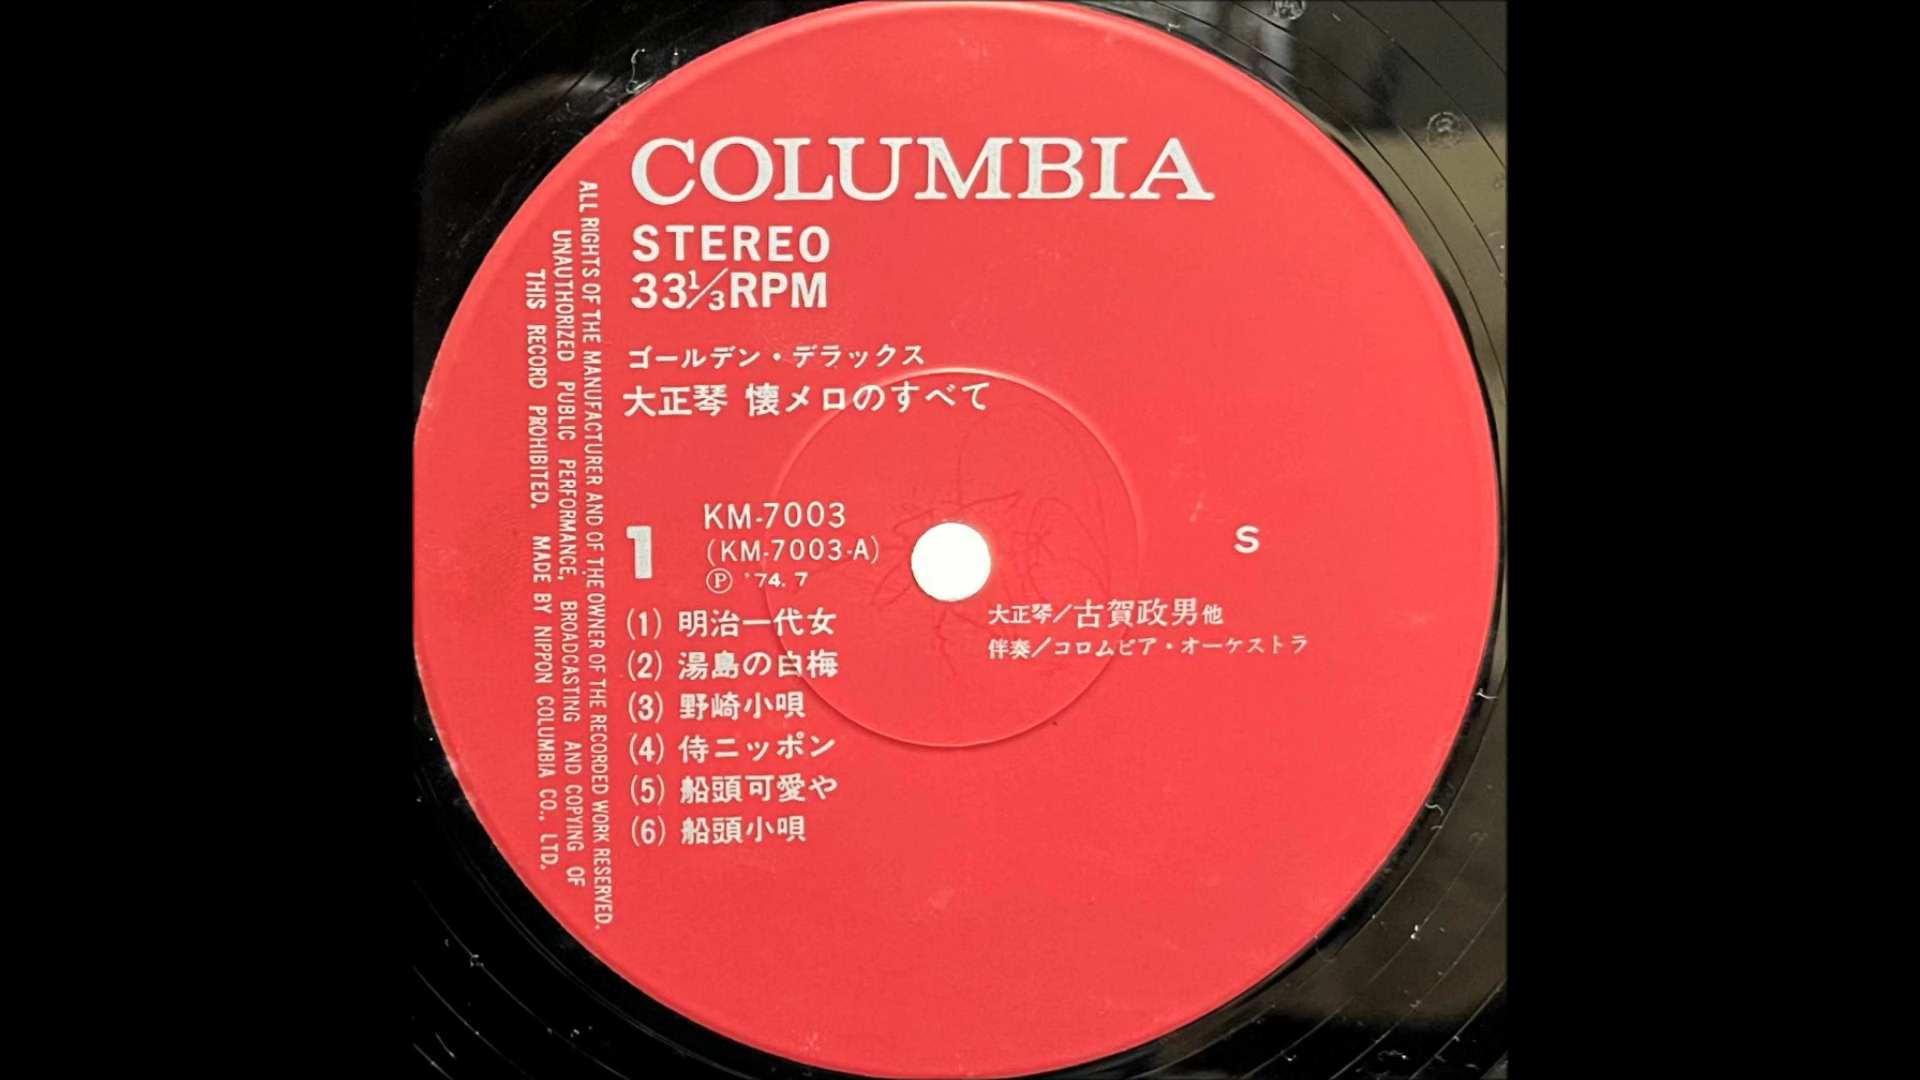 COLUMBIA
STEREO
33⅓RPM
ゴールデン・デラックス
大正琴 懐メロのすべて
1
KM-7003
(KM-7003-A)
Ⓟ '74.7
S
(1) 明治一代女
(2) 湯島の白梅
(3) 野崎小唄
(4) 侍ニッポン
(5) 船頭可愛や
(6) 船頭小唄
大正琴/古賀政男他
伴奏/コロムビア・オーケストラ
ALL RIGHTS OF THE MANUFACTURER AND OF THE OWNER OF THE RECORDED WORK RESERVED.
UNAUTHORIZED PUBLIC PERFORMANCE, BROADCASTING AND COPYING OF
THIS RECORD PROHIBITED. MADE BY NIPPON COLUMBIA CO., LTD.